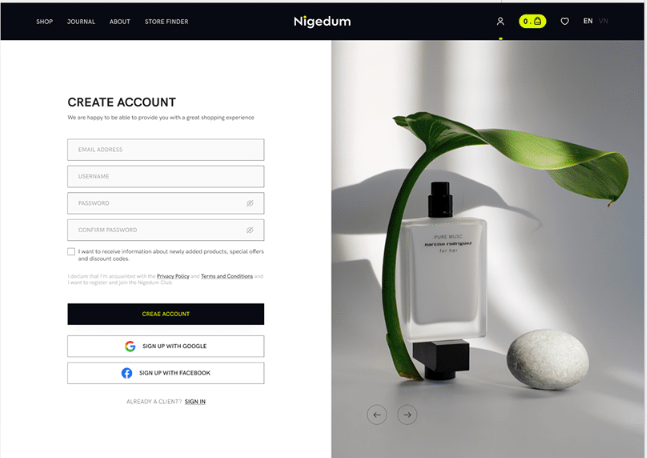 SHOP JOURNAL ABOUT STORE FINDER Nigedum 0 . EN VN
CREATE ACCOUNT
We are happy to be able to provide you with a great shopping experience
EMAIL ADDRESS
USERNAME
PASSWORD
CONFIRM PASSWORD
I want to receive information about newly added products, special offers
and discount codes.
I discuss that I'm acquainted with the Privacy Policy and Terms and Conditions and
I want to register and join the Nigedum Club.
CREAE ACCOUNT
SIGN UP WITH GOOGLE
SIGN UP WITH FACEBOOK
ALREADY A CLIENT? SIGN IN
PURE MUSC
narciso rodriguez
for her